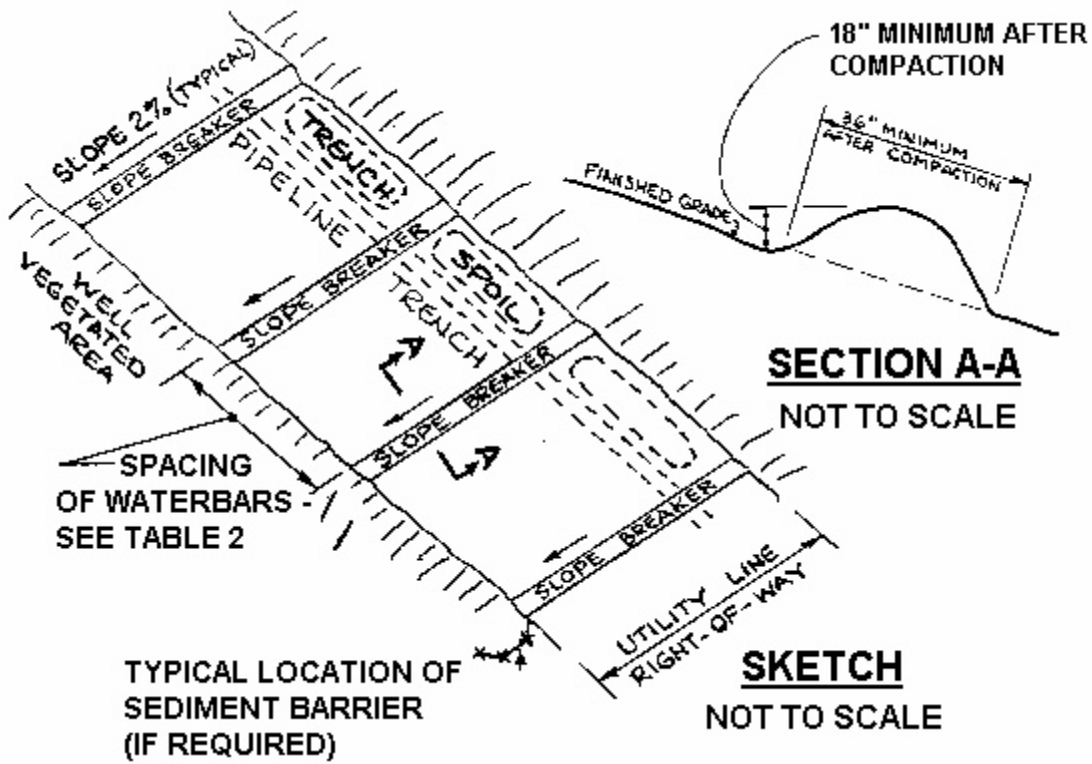 18" MINIMUM AFTER
COMPACTION
36" MINIMUM
AFTER COMPACTION
FINISHED GRADE
SECTION A-A
NOT TO SCALE
SLOPE 2% (TYPICAL)
SLOPE BREAKER
TRENCH
PIPELINE
SLOPE BREAKER
SPOIL
TRENCH
WELL
VEGETATED
AREA
A
SLOPE BREAKER
A
SPACING
OF WATERBARS -
SEE TABLE 2
SLOPE BREAKER
UTILITY LINE
RIGHT-OF-WAY
TYPICAL LOCATION OF
SEDIMENT BARRIER
(IF REQUIRED)
SKETCH
NOT TO SCALE